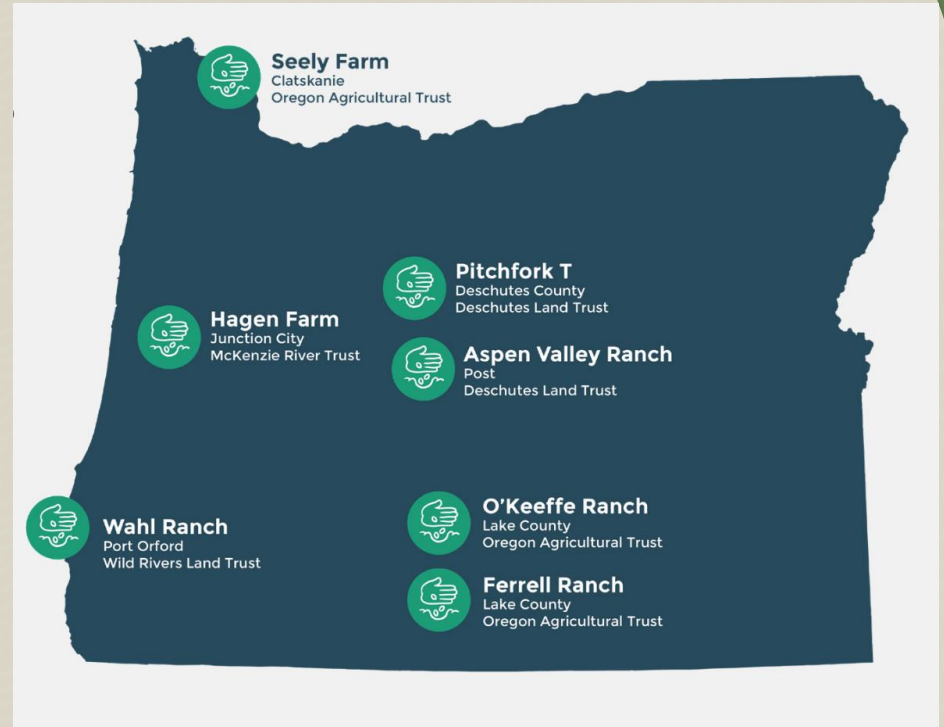 Seely Farm
Clatskanie
Oregon Agricultural Trust
Pitchfork T
Deschutes County
Deschutes Land Trust
Hagen Farm
Junction City
McKenzie River Trust
Aspen Valley Ranch
Post
Deschutes Land Trust
O'Keeffe Ranch
Lake County
Oregon Agricultural Trust
Wahl Ranch
Port Orford
Wild Rivers Land Trust
Ferrell Ranch
Lake County
Oregon Agricultural Trust